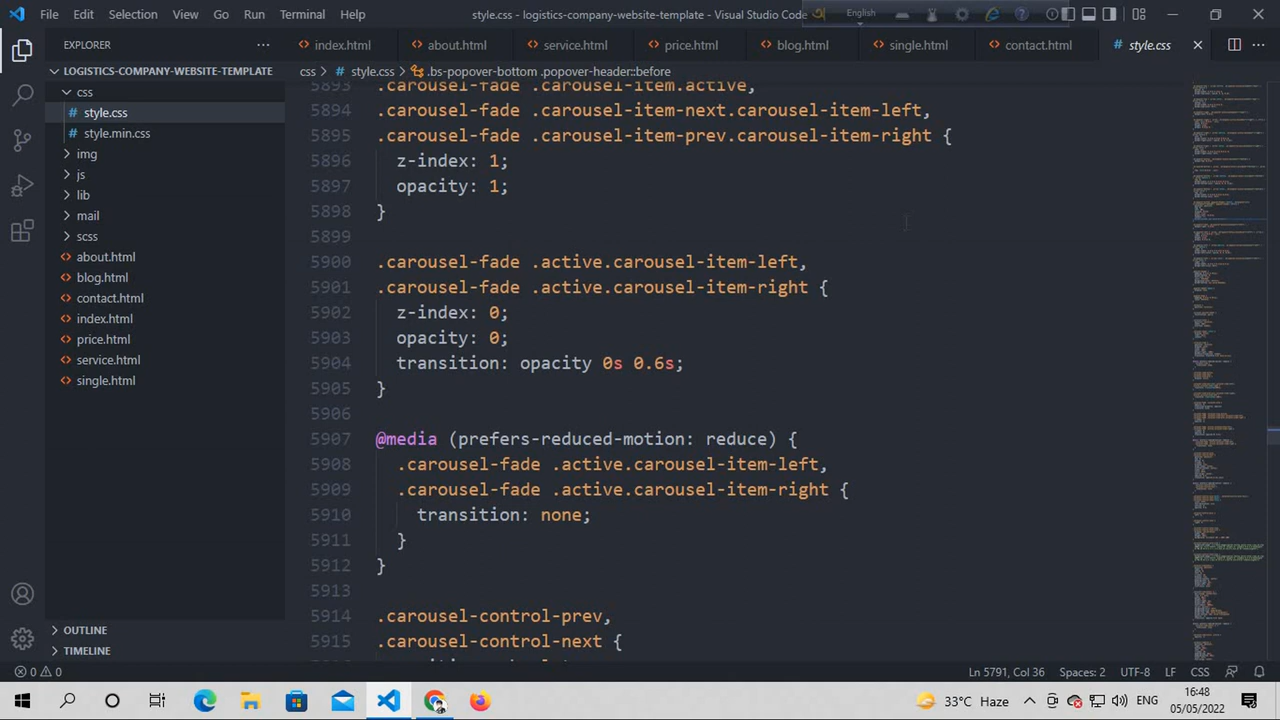 File Edit Selection View Go Run Terminal Help
style.css - logistics-company-website-template - Visual Studio Code
English
EXPLORER
index.html about.html service.html price.html blog.html single.html contact.html style.css
LOGISTICS-COMPANY-WEBSITE-TEMPLATE
css > # style.css > .bs-popover-bottom .popover-header::before
css
# style.css
# style.min.css
img
js
lib
mail
scss
about.html
blog.html
contact.html
index.html
price.html
service.html
single.html
OUTLINE
TIMELINE
5893 .carousel-fade .carousel-item.active,
5894 .carousel-fade .carousel-item-next.carousel-item-left,
5895 .carousel-fade .carousel-item-prev.carousel-item-right {
5896 z-index: 1;
5897 opacity: 1;
5898 }
5899
5900 .carousel-fade .active.carousel-item-left,
5901 .carousel-fade .active.carousel-item-right {
5902 z-index: 0;
5903 opacity: 0;
5904 transition: opacity 0s 0.6s;
5905 }
5906
5907 @media (prefers-reduced-motion: reduce) {
5908 .carousel-fade .active.carousel-item-left,
5909 .carousel-fade .active.carousel-item-right {
5910 transition: none;
5911 }
5912 }
5913
5914 .carousel-control-prev,
5915 .carousel-control-next {
0 0 Ln 5791, Col 36 Spaces: 2 UTF-8 LF CSS
33°C Haze ENG 16:48
05/05/2022